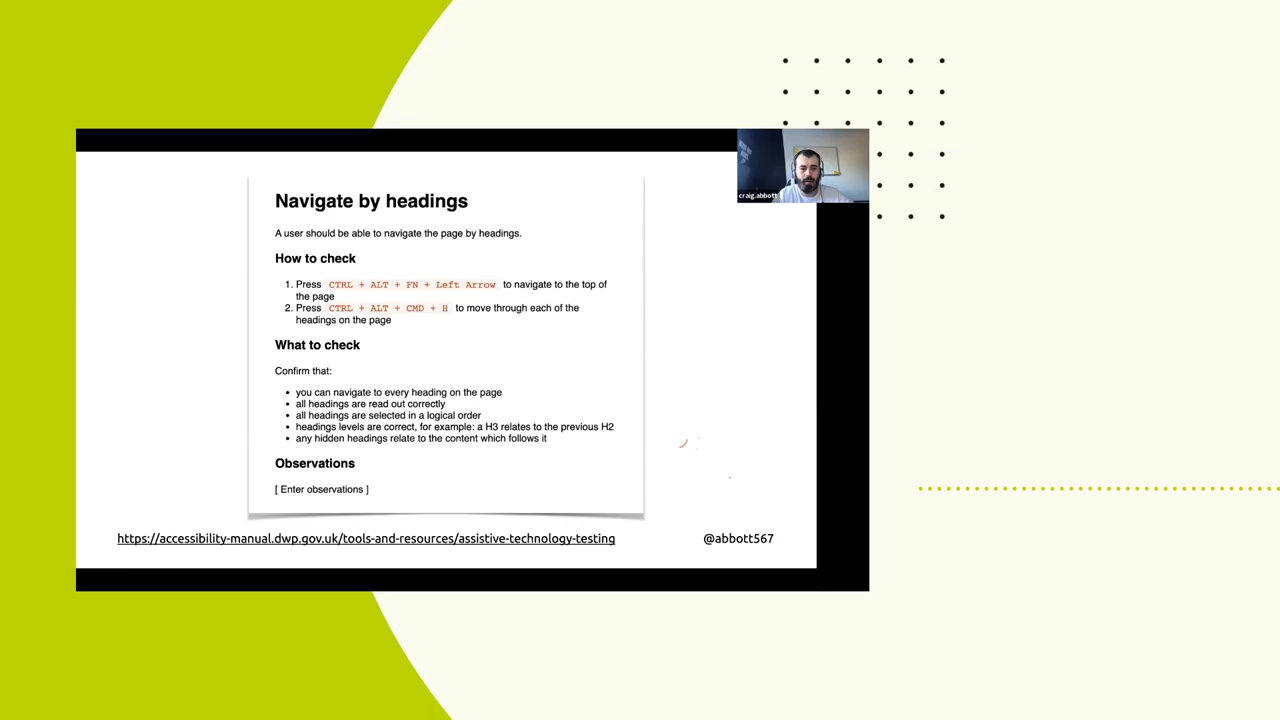 craig.abbott
Navigate by headings
A user should be able to navigate the page by headings.
How to check
1. Press CTRL + ALT + FN + Left Arrow to navigate to the top of
the page
2. Press CTRL + ALT + CMD + H to move through each of the
headings on the page
What to check
Confirm that:
• you can navigate to every heading on the page
• all headings are read out correctly
• all headings are selected in a logical order
• headings levels are correct, for example: a H3 relates to the previous H2
• any hidden headings relate to the content which follows it
Observations
[ Enter observations ]
https://accessibility-manual.dwp.gov.uk/tools-and-resources/assistive-technology-testing
@abbott567